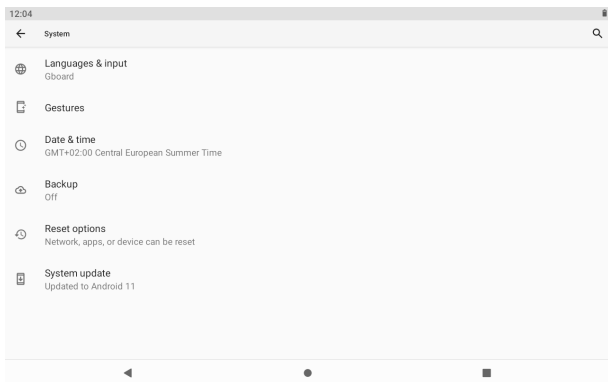 12:04
System
Languages & input
Gboard
Gestures
Date & time
GMT+02:00 Central European Summer Time
Backup
Off
Reset options
Network, apps, or device can be reset
System update
Updated to Android 11